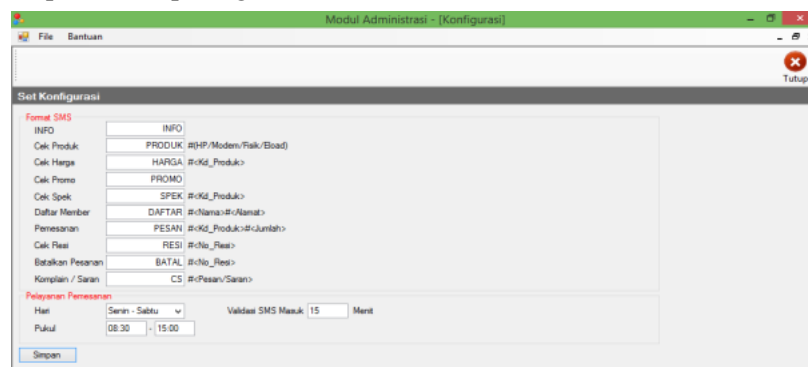 Modul Administrasi - [Konfigurasi]
File Bantuan
Tutup
Set Konfigurasi
Format SMS
INFO INFO
Cek Produk PRODUK #(HP/Modem/Fisik/Eload)
Cek Harga HARGA #<Kd_Produk>
Cek Promo PROMO
Cek Spek SPEK #<Kd_Produk>
Daftar Member DAFTAR #<Nama>#<Alamat>
Pemesanan PESAN #<Kd_Produk>#<Jumlah>
Cek Resi RESI #<No_Resi>
Batalkan Pesanan BATAL #<No_Resi>
Komplain / Saran CS #<Pesan/Saran>
Pelayanan Pemesanan
Hari Senin - Sabtu Validasi SMS Masuk 15 Menit
Pukul 08:30 - 15:00
Simpan